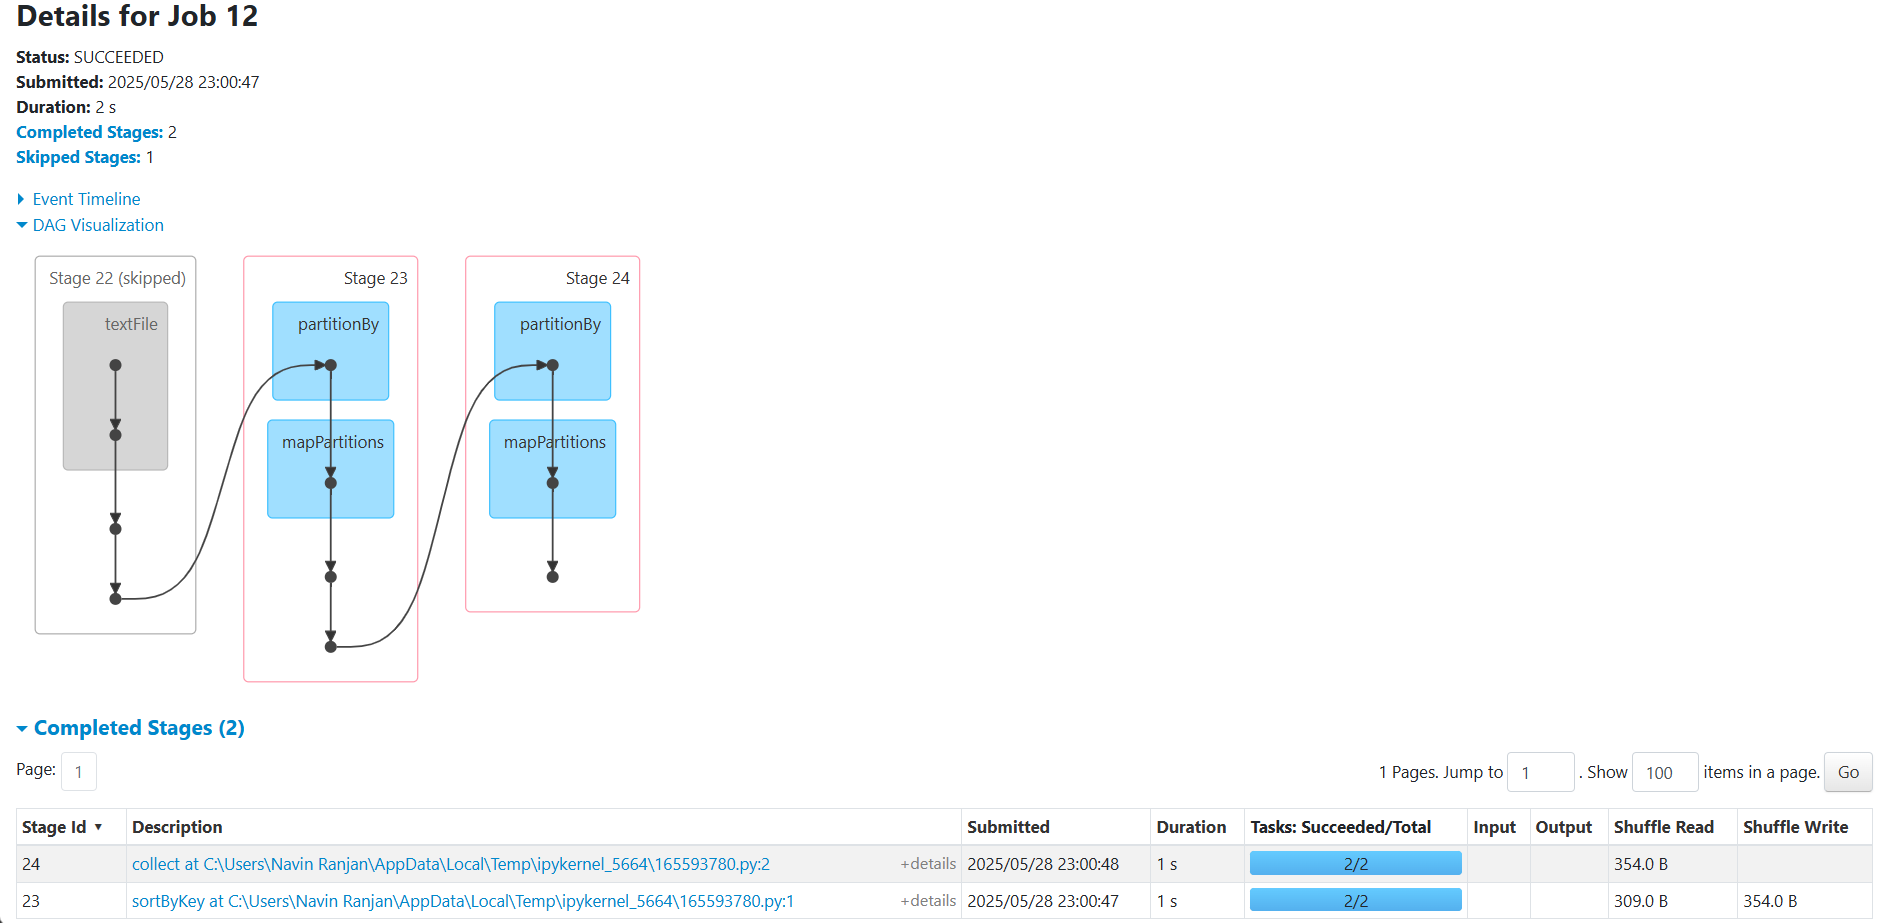 Details for Job 12
Status: SUCCEEDED
Submitted: 2025/05/28 23:00:47
Duration: 2 s
Completed Stages: 2
Skipped Stages: 1
Event Timeline
DAG Visualization
Stage 22 (skipped)
textFile
Stage 23
partitionBy
mapPartitions
Stage 24
partitionBy
mapPartitions
Completed Stages (2)
Page: 1
1 Pages. Jump to 1 . Show 100 items in a page. Go
Stage Id ▾ Description Submitted Duration Tasks: Succeeded/Total Input Output Shuffle Read Shuffle Write
24 collect at C:\Users\Navin Ranjan\AppData\Local\Temp\ipykernel_5664\165593780.py:2 +details 2025/05/28 23:00:48 1 s 2/2 354.0 B
23 sortByKey at C:\Users\Navin Ranjan\AppData\Local\Temp\ipykernel_5664\165593780.py:1 +details 2025/05/28 23:00:47 1 s 2/2 309.0 B 354.0 B